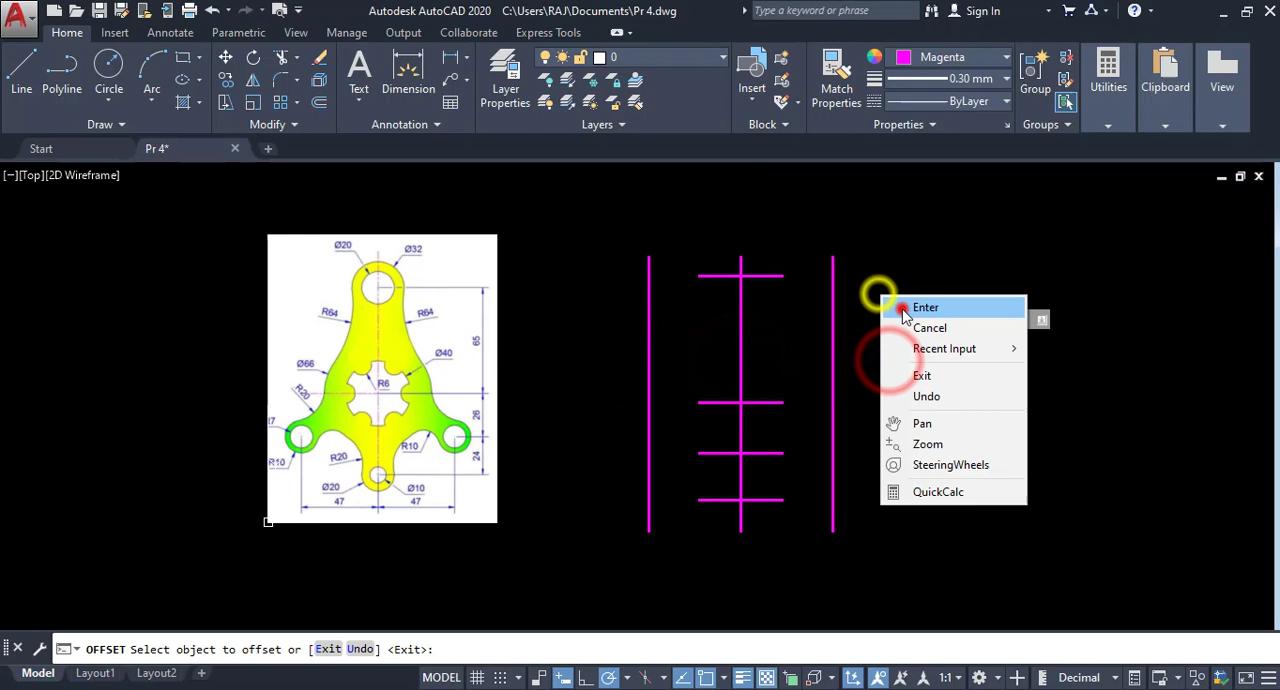 Autodesk AutoCAD 2020 C:\Users\RAJ\Documents\Pr 4.dwg
Type a keyword or phrase
Sign In
Home Insert Annotate Parametric View Manage Output Collaborate Express Tools
Line Polyline Circle Arc
Text Dimension
Layer Properties
0
Insert
Match Properties
Magenta
0.30 mm
ByLayer
Group
Utilities
Clipboard
View
Draw
Modify
Annotation
Layers
Block
Properties
Groups
Start
Pr 4*
[−][Top][2D Wireframe]
Ø20
Ø32
R64
R64
65
Ø66
Ø40
R6
R20
26
R10
R10
R20
24
Ø20
Ø10
47
47
Enter
Cancel
Recent Input
Exit
Undo
Pan
Zoom
SteeringWheels
QuickCalc
OFFSET Select object to offset or [Exit Undo] <Exit>:
Model Layout1 Layout2
MODEL
1:1
Decimal